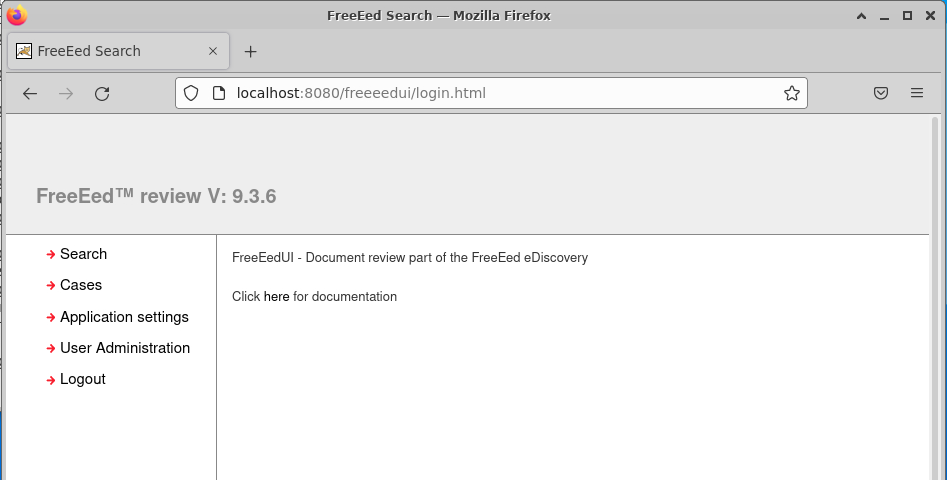 FreeEed Search — Mozilla Firefox
FreeEed Search
localhost:8080/freeeedui/login.html
FreeEed™ review V: 9.3.6
Search
Cases
Application settings
User Administration
Logout
FreeEedUI - Document review part of the FreeEed eDiscovery
Click here for documentation